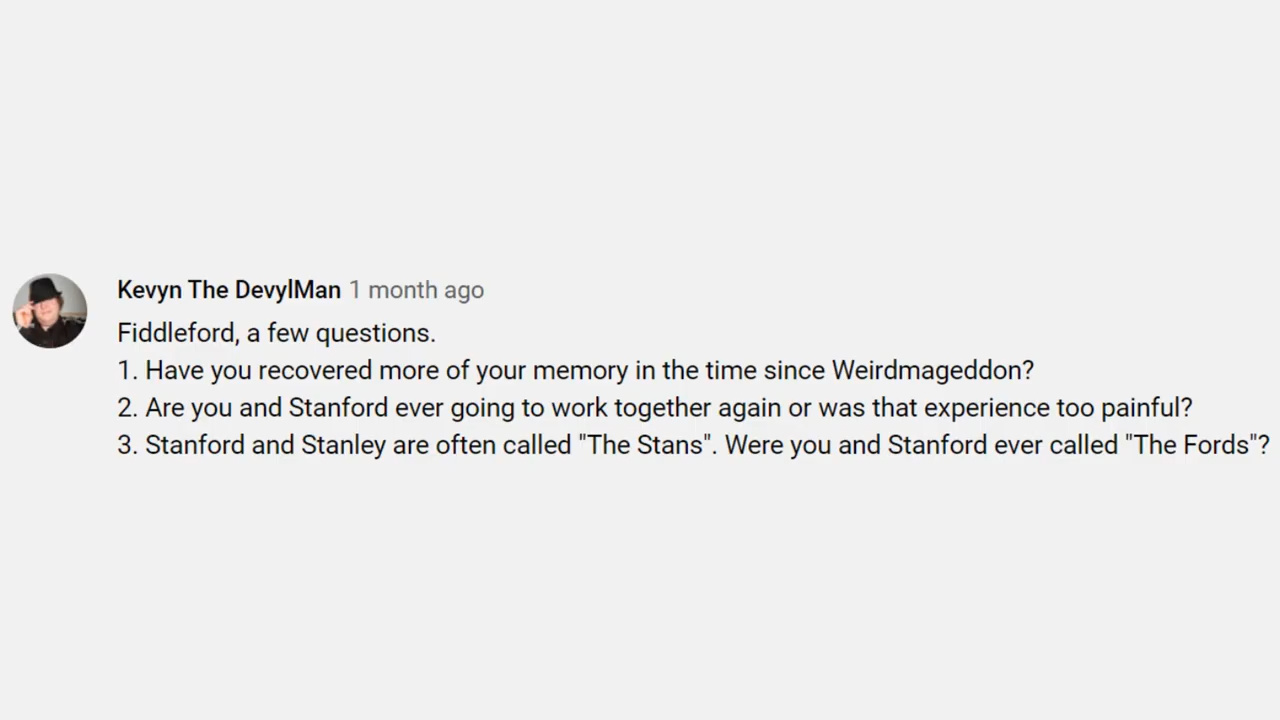 Kevyn The DevylMan 1 month ago
Fiddleford, a few questions.
1. Have you recovered more of your memory in the time since Weirdmageddon?
2. Are you and Stanford ever going to work together again or was that experience too painful?
3. Stanford and Stanley are often called "The Stans". Were you and Stanford ever called "The Fords"?